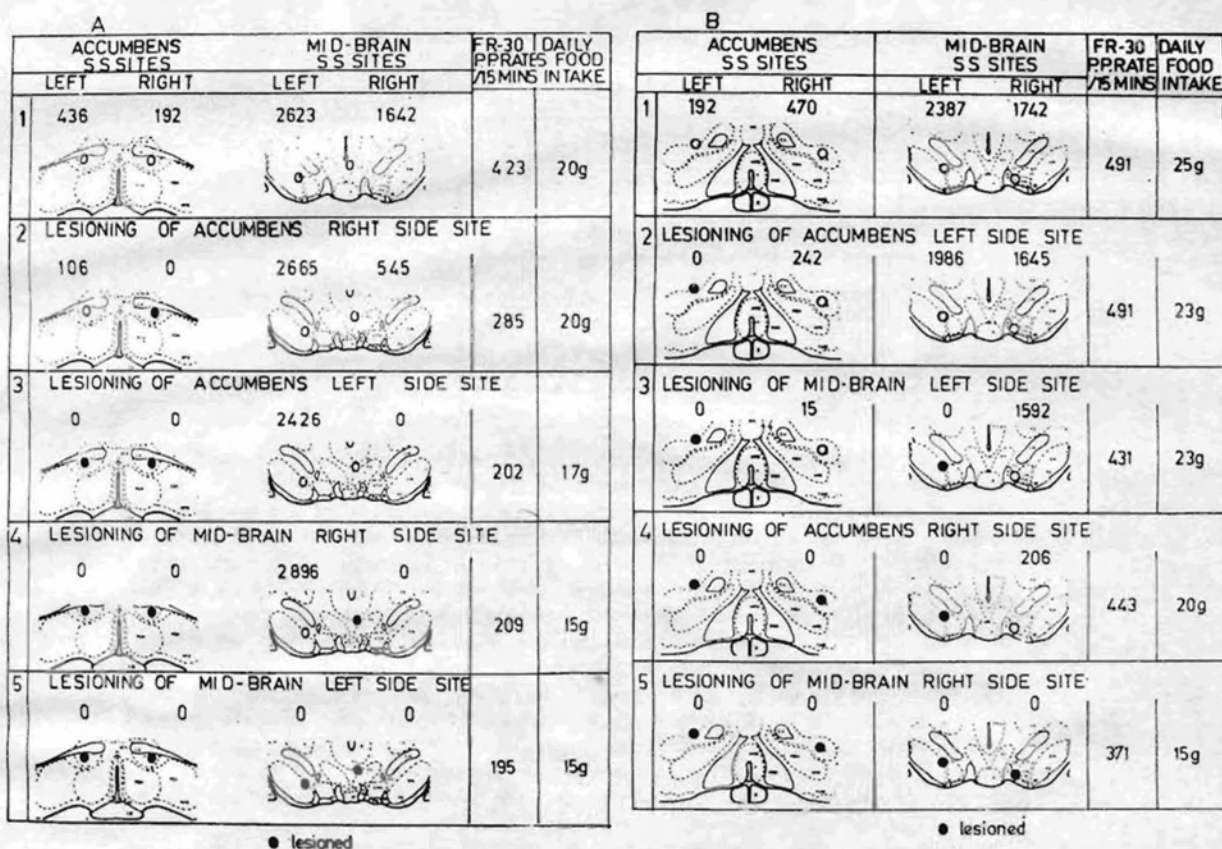 A
ACCUMBENS MID-BRAIN FR-30 DAILY
SS SITES SS SITES P.P.RATES FOOD
LEFT RIGHT LEFT RIGHT /15 MINS INTAKE
1 436 192 2623 1642
423 20g
2 LESIONING OF ACCUMBENS RIGHT SIDE SITE
106 0 2665 545
285 20g
3 LESIONING OF ACCUMBENS LEFT SIDE SITE
0 0 2426 0
202 17g
4 LESIONING OF MID-BRAIN RIGHT SIDE SITE
0 0 2896 0
209 15g
5 LESIONING OF MID-BRAIN LEFT SIDE SITE
0 0 0 0
195 15g
● lesioned
B
ACCUMBENS MID-BRAIN FR-30 DAILY
SS SITES SS SITES P.P.RATE FOOD
LEFT RIGHT LEFT RIGHT /15 MINS INTAKE
1 192 470 2387 1742
491 25g
2 LESIONING OF ACCUMBENS LEFT SIDE SITE
0 242 1986 1645
491 23g
3 LESIONING OF MID-BRAIN LEFT SIDE SITE
0 15 0 1592
431 23g
4 LESIONING OF ACCUMBENS RIGHT SIDE SITE
0 0 0 206
443 20g
5 LESIONING OF MID-BRAIN RIGHT SIDE SITE
0 0 0 0
371 15g
● lesioned